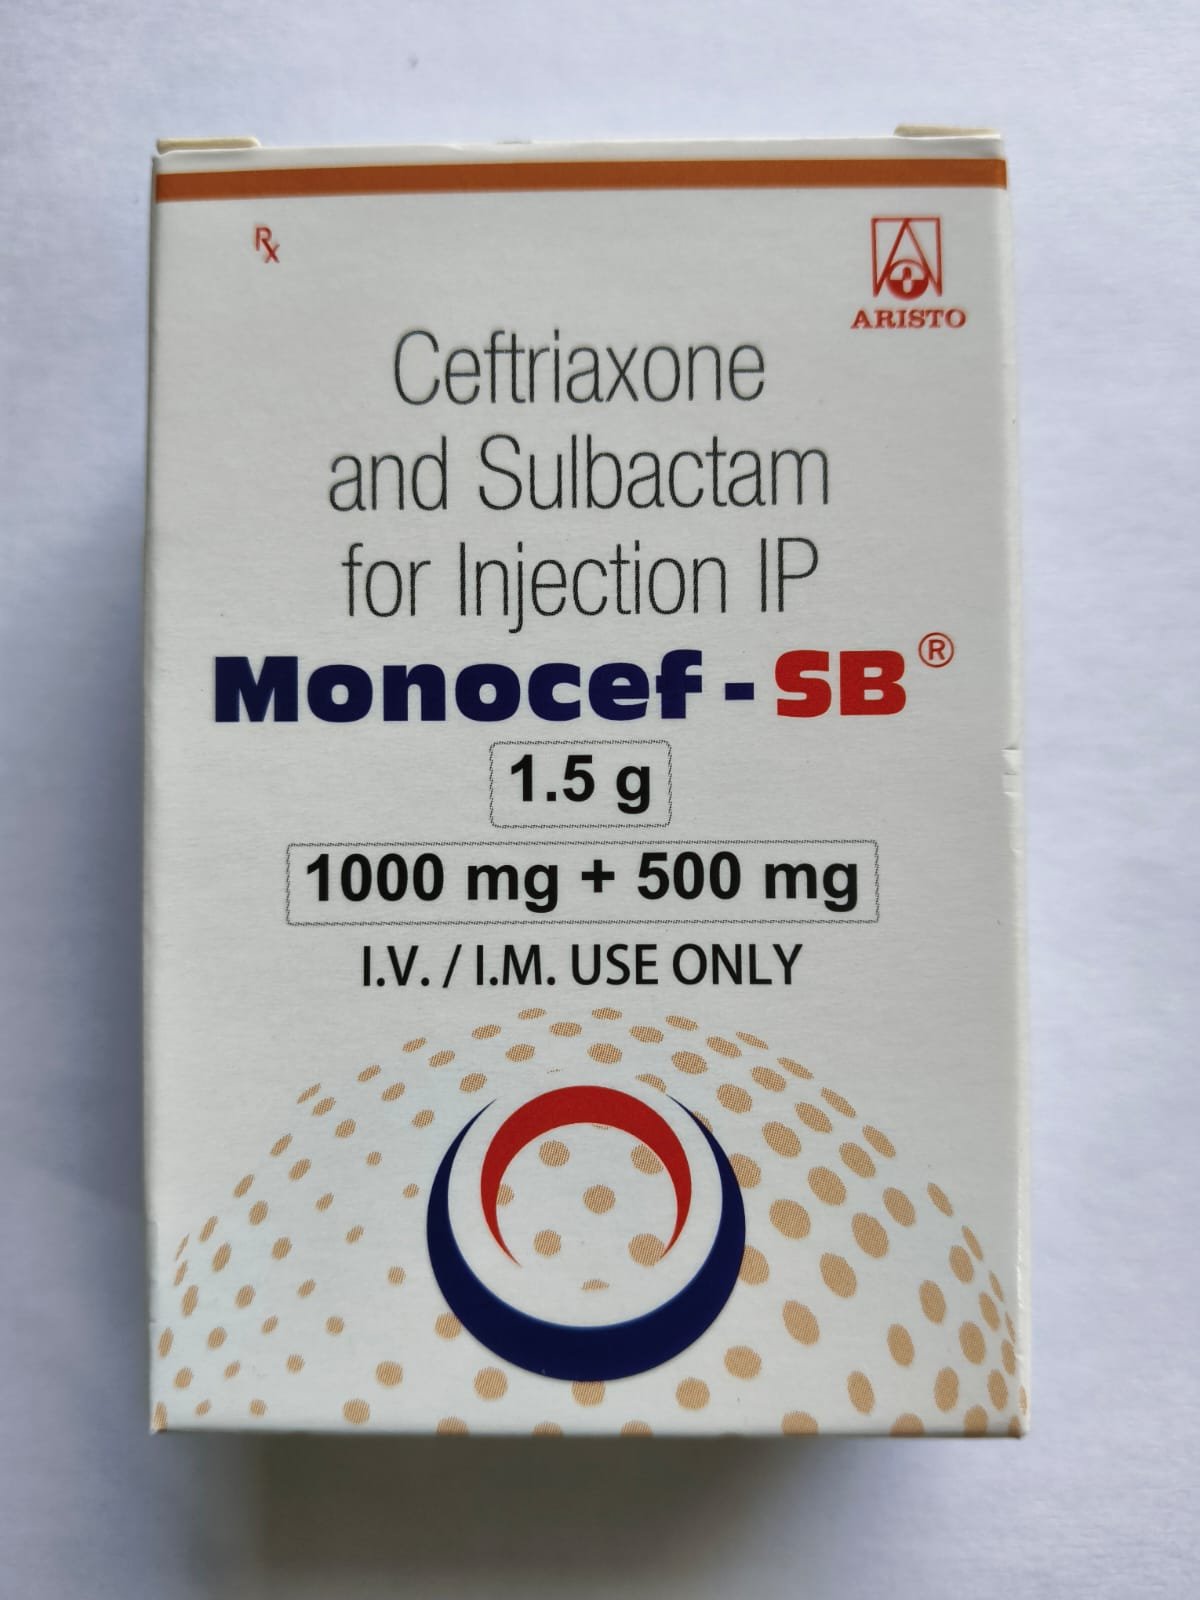 Rx
ARISTO
Ceftriaxone
and Sulbactam
for Injection IP
Monocef-SB®
1.5 g
1000 mg + 500 mg
I.V. / I.M. USE ONLY